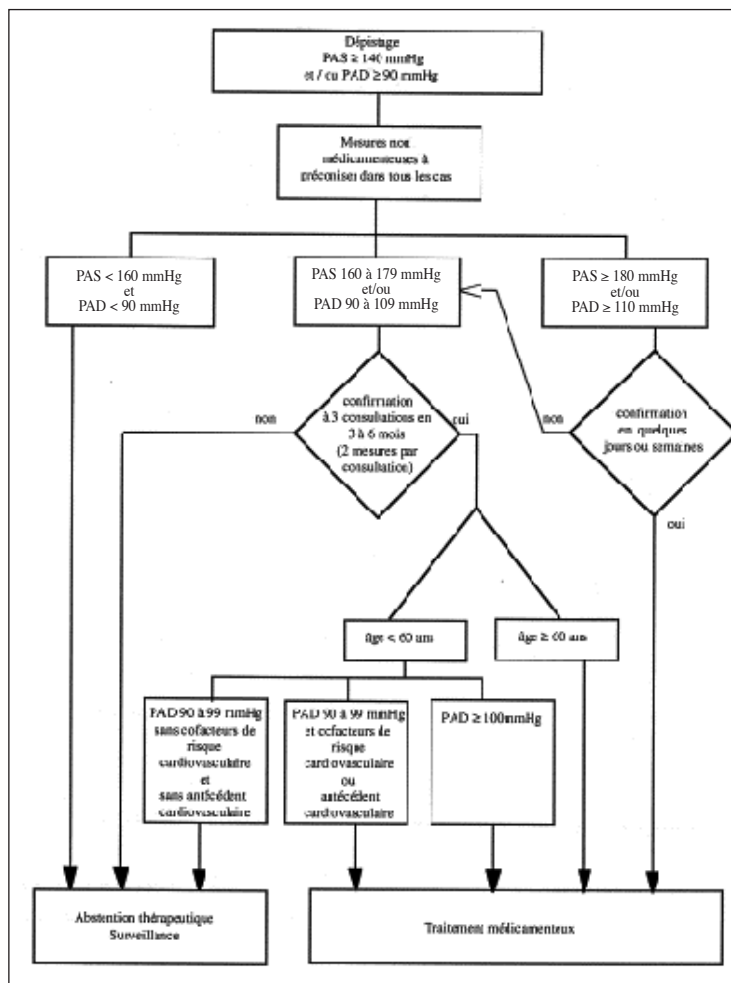 Dépistage
PAS ≥ 140 mmHg
et / ou PAD ≥ 90 mmHg
Mesures non
médicamenteuses à
préconiser dans tous les cas
PAS < 160 mmHg
et
PAD < 90 mmHg
PAS 160 à 179 mmHg
et/ou
PAD 90 à 109 mmHg
PAS ≥ 180 mmHg
et/ou
PAD ≥ 110 mmHg
non
confirmation
à 3 consultations en
3 à 6 mois
(2 mesures par
consultation)
oui
non
confirmation
en quelques
jours ou semaines
oui
âge < 60 ans
âge ≥ 60 ans
PAD 90 à 99 mmHg
sans cofacteurs de
risque
cardiovasculaire
et
sans antécédent
cardiovasculaire
PAD 90 à 99 mmHg
et cofacteurs de
risque
cardiovasculaire
ou
antécédent
cardiovasculaire
PAD ≥ 100mmHg
Abstention thérapeutique
Surveillance
Traitement médicamenteux